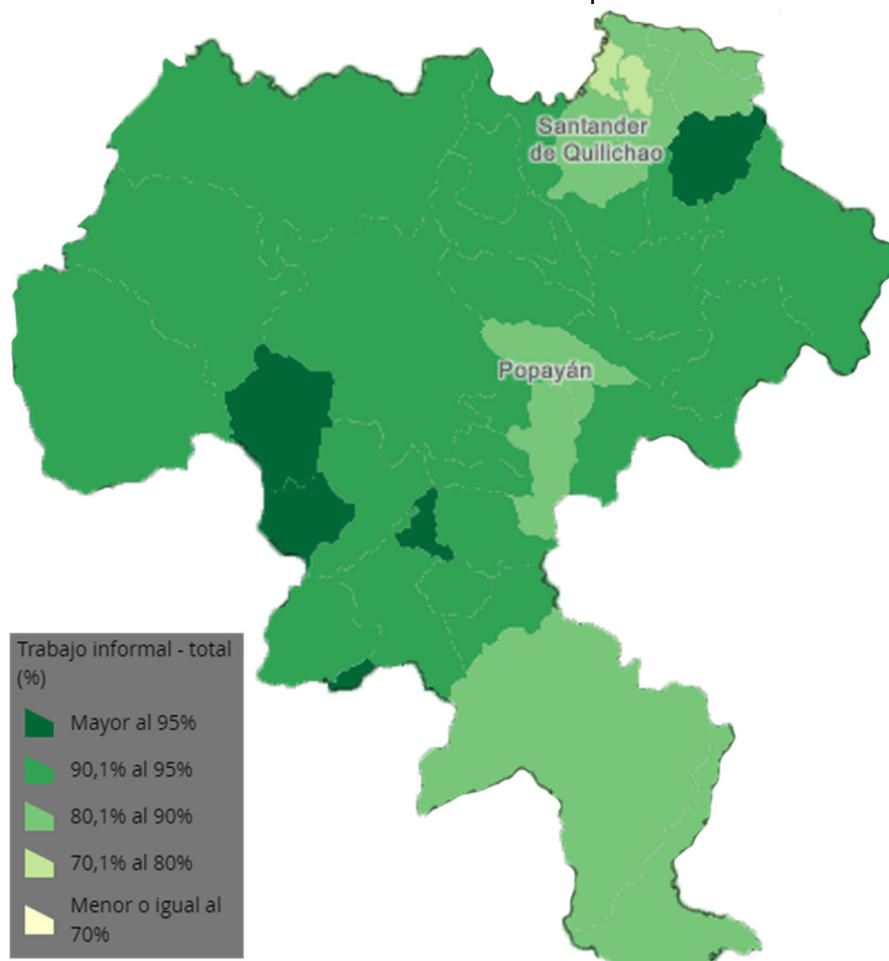 Santander
de Quilichao
Popayán
Trabajo informal - total
(%)
Mayor al 95%
90,1% al 95%
80,1% al 90%
70,1% al 80%
Menor o igual al
70%